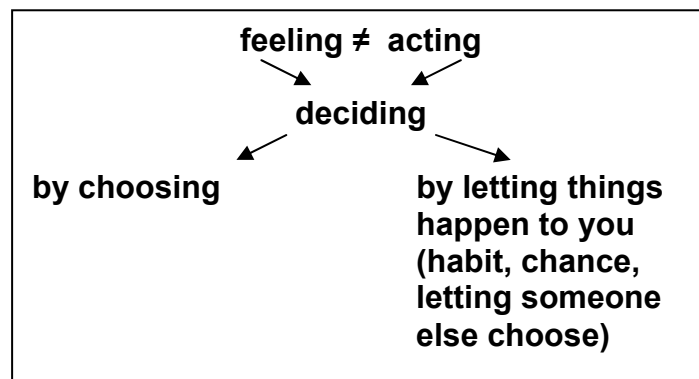 feeling ≠ acting
deciding
by choosing
by letting things
happen to you
(habit, chance,
letting someone
else choose)